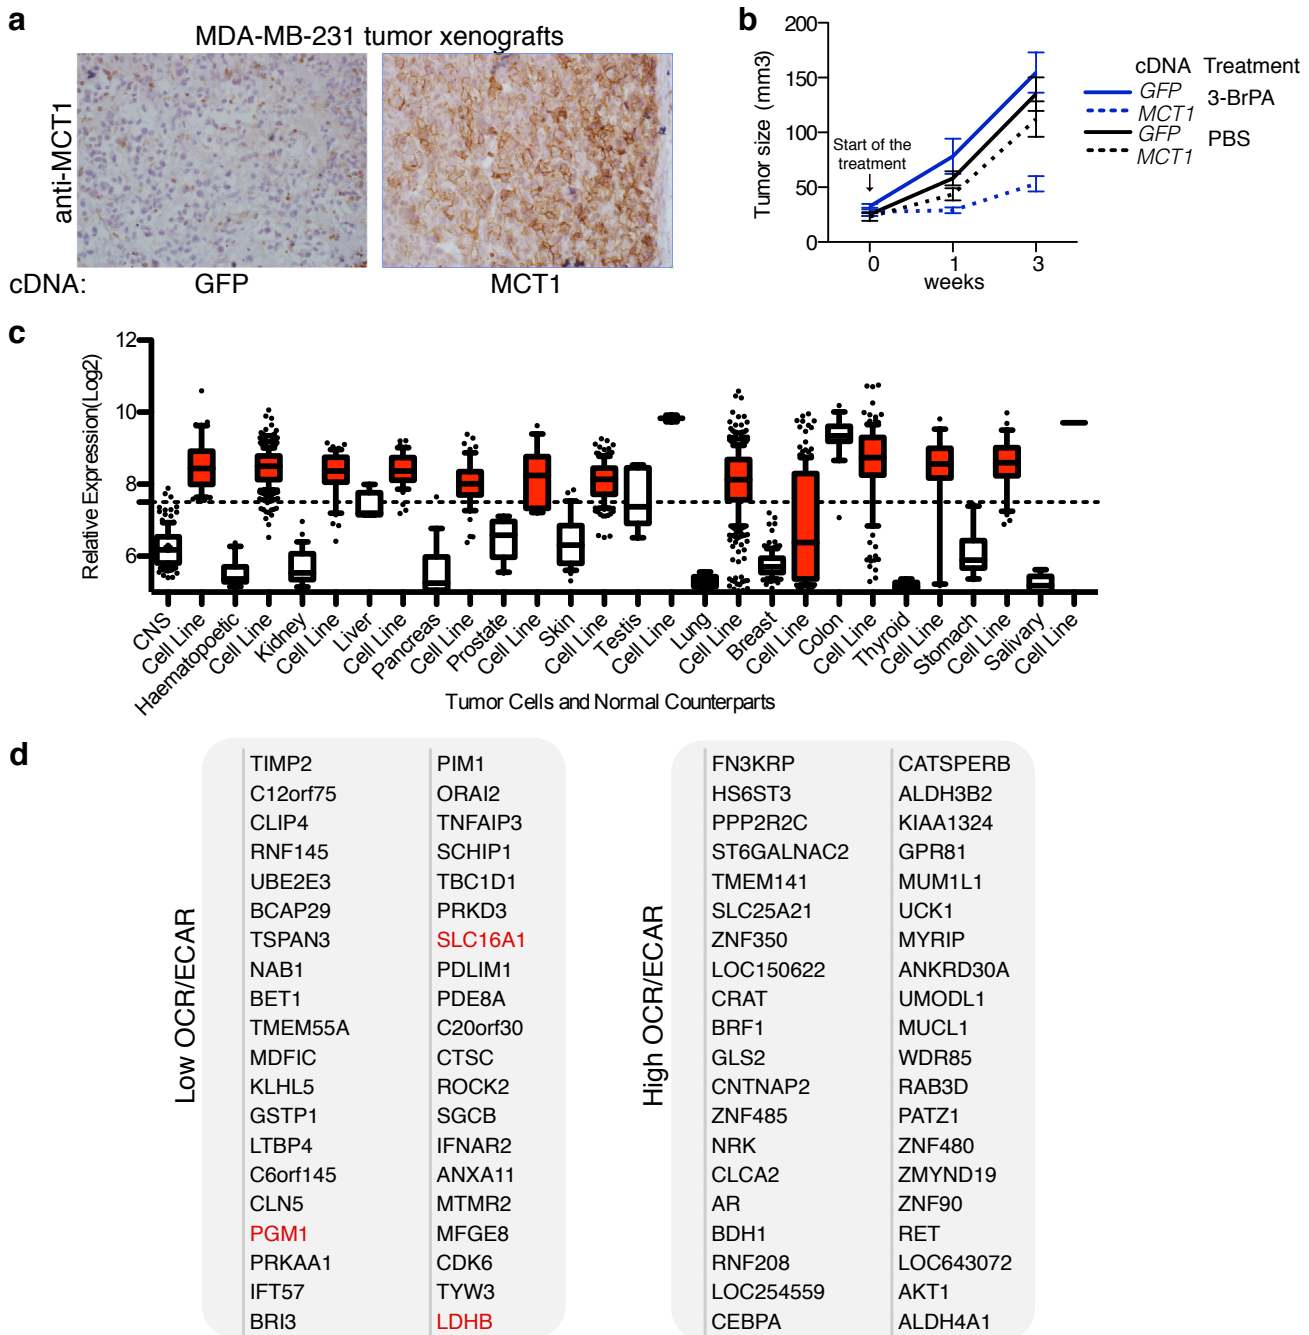 a
MDA-MB-231 tumor xenografts
anti-MCT1
cDNA:
GFP
MCT1
b
Tumor size (mm3)
200
150
100
50
0
Start of the
treatment
0
1
3
weeks
cDNA Treatment
GFP
MCT1
3-BrPA
GFP
MCT1
PBS
c
Relative Expression(Log2)
12
10
8
6
CNS
Cell Line
Haematopoetic
Cell Line
Kidney
Cell Line
Liver
Cell Line
Pancreas
Cell Line
Prostate
Cell Line
Skin
Cell Line
Testis
Cell Line
Lung
Cell Line
Breast
Cell Line
Colon
Cell Line
Thyroid
Cell Line
Stomach
Cell Line
Salivary
Cell Line
Tumor Cells and Normal Counterparts
d
Low OCR/ECAR
TIMP2
C12orf75
CLIP4
RNF145
UBE2E3
BCAP29
TSPAN3
NAB1
BET1
TMEM55A
MDFIC
KLHL5
GSTP1
LTBP4
C6orf145
CLN5
PGM1
PRKAA1
IFT57
BRI3
PIM1
ORAI2
TNFAIP3
SCHIP1
TBC1D1
PRKD3
SLC16A1
PDLIM1
PDE8A
C20orf30
CTSC
ROCK2
SGCB
IFNAR2
ANXA11
MTMR2
MFGE8
CDK6
TYW3
LDHB
High OCR/ECAR
FN3KRP
HS6ST3
PPP2R2C
ST6GALNAC2
TMEM141
SLC25A21
ZNF350
LOC150622
CRAT
BRF1
GLS2
CNTNAP2
ZNF485
NRK
CLCA2
AR
BDH1
RNF208
LOC254559
CEBPA
CATSPERB
ALDH3B2
KIAA1324
GPR81
MUM1L1
UCK1
MYRIP
ANKRD30A
UMODL1
MUCL1
WDR85
RAB3D
PATZ1
ZNF480
ZMYND19
ZNF90
RET
LOC643072
AKT1
ALDH4A1